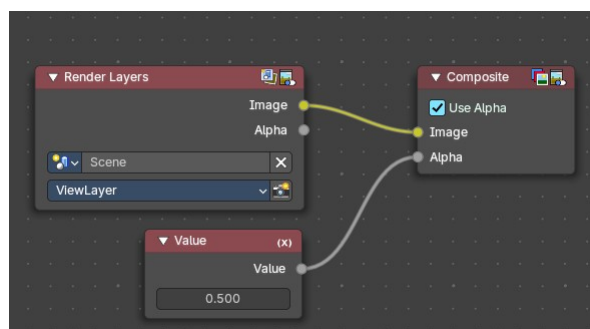 Render Layers
Image
Alpha
Scene
ViewLayer
Value (x)
Value
0.500
Composite
Use Alpha
Image
Alpha